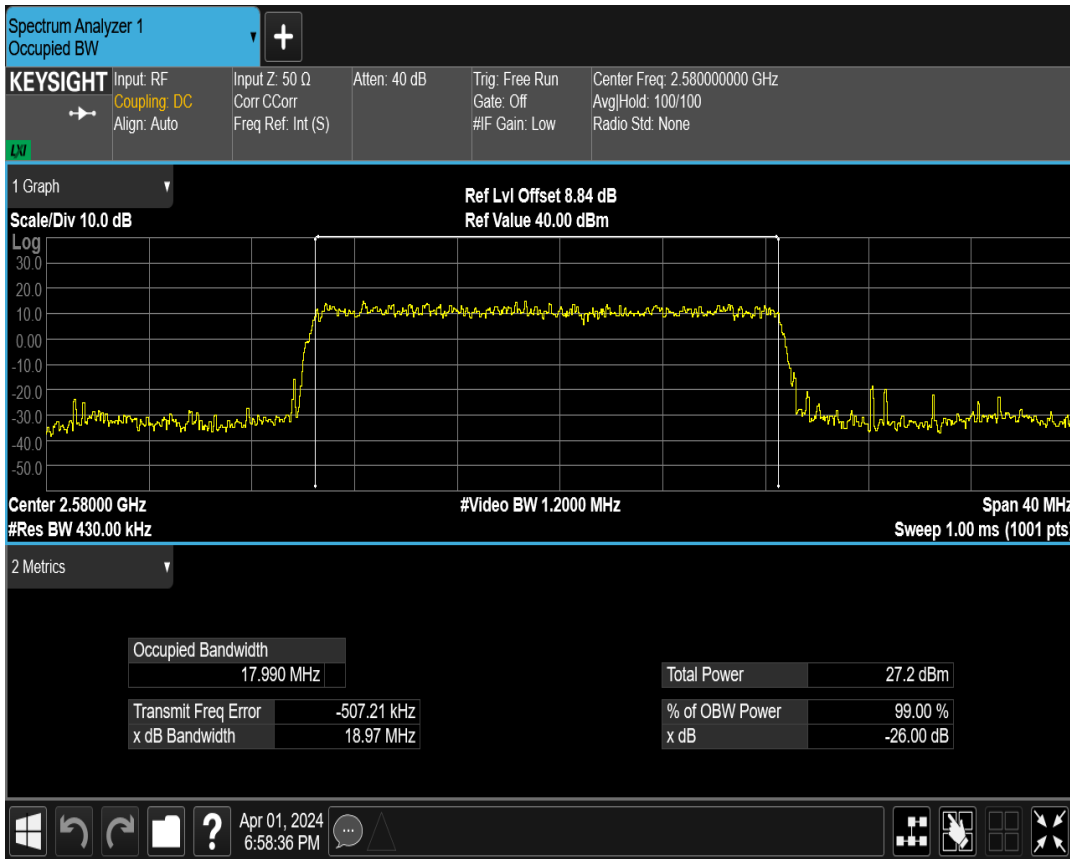 Spectrum Analyzer 1
Occupied BW
KEYSIGHT
LXI
Input: RF
Coupling: DC
Align: Auto
Input Z: 50 Ω
Corr CCorr
Freq Ref: Int (S)
Atten: 40 dB
Trig: Free Run
Gate: Off
#IF Gain: Low
Center Freq: 2.580000000 GHz
Avg|Hold: 100/100
Radio Std: None
1 Graph
Scale/Div 10.0 dB
Ref Lvl Offset 8.84 dB
Ref Value 40.00 dBm
Log
30.0
20.0
10.0
0.00
-10.0
-20.0
-30.0
-40.0
-50.0
Center 2.58000 GHz
#Video BW 1.2000 MHz
Span 40 MHz
#Res BW 430.00 kHz
Sweep 1.00 ms (1001 pts)
2 Metrics
Occupied Bandwidth
17.990 MHz
Total Power 27.2 dBm
Transmit Freq Error -507.21 kHz
% of OBW Power 99.00 %
x dB Bandwidth 18.97 MHz
x dB -26.00 dB
?
Apr 01, 2024
6:58:36 PM